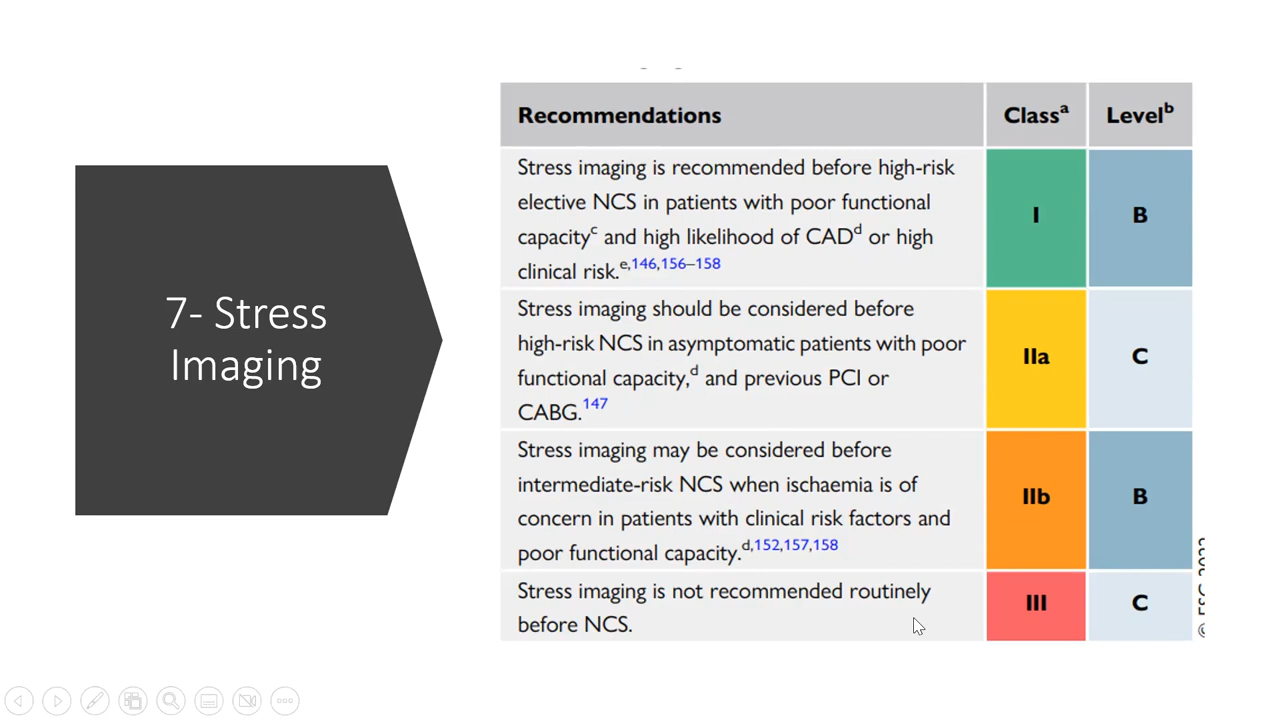 7- Stress
Imaging
Recommendations Classᵃ Levelᵇ
Stress imaging is recommended before high-risk
elective NCS in patients with poor functional
capacityᶜ and high likelihood of CADᵈ or high
clinical risk.ᵉ,¹⁴⁶,¹⁵⁶–¹⁵⁸
I B
Stress imaging should be considered before
high-risk NCS in asymptomatic patients with poor
functional capacity,ᵈ and previous PCI or
CABG.¹⁴⁷
IIa C
Stress imaging may be considered before
intermediate-risk NCS when ischaemia is of
concern in patients with clinical risk factors and
poor functional capacity.ᵈ,¹⁵²,¹⁵⁷,¹⁵⁸
IIb B
Stress imaging is not recommended routinely
before NCS.
III C
© ESC 2022